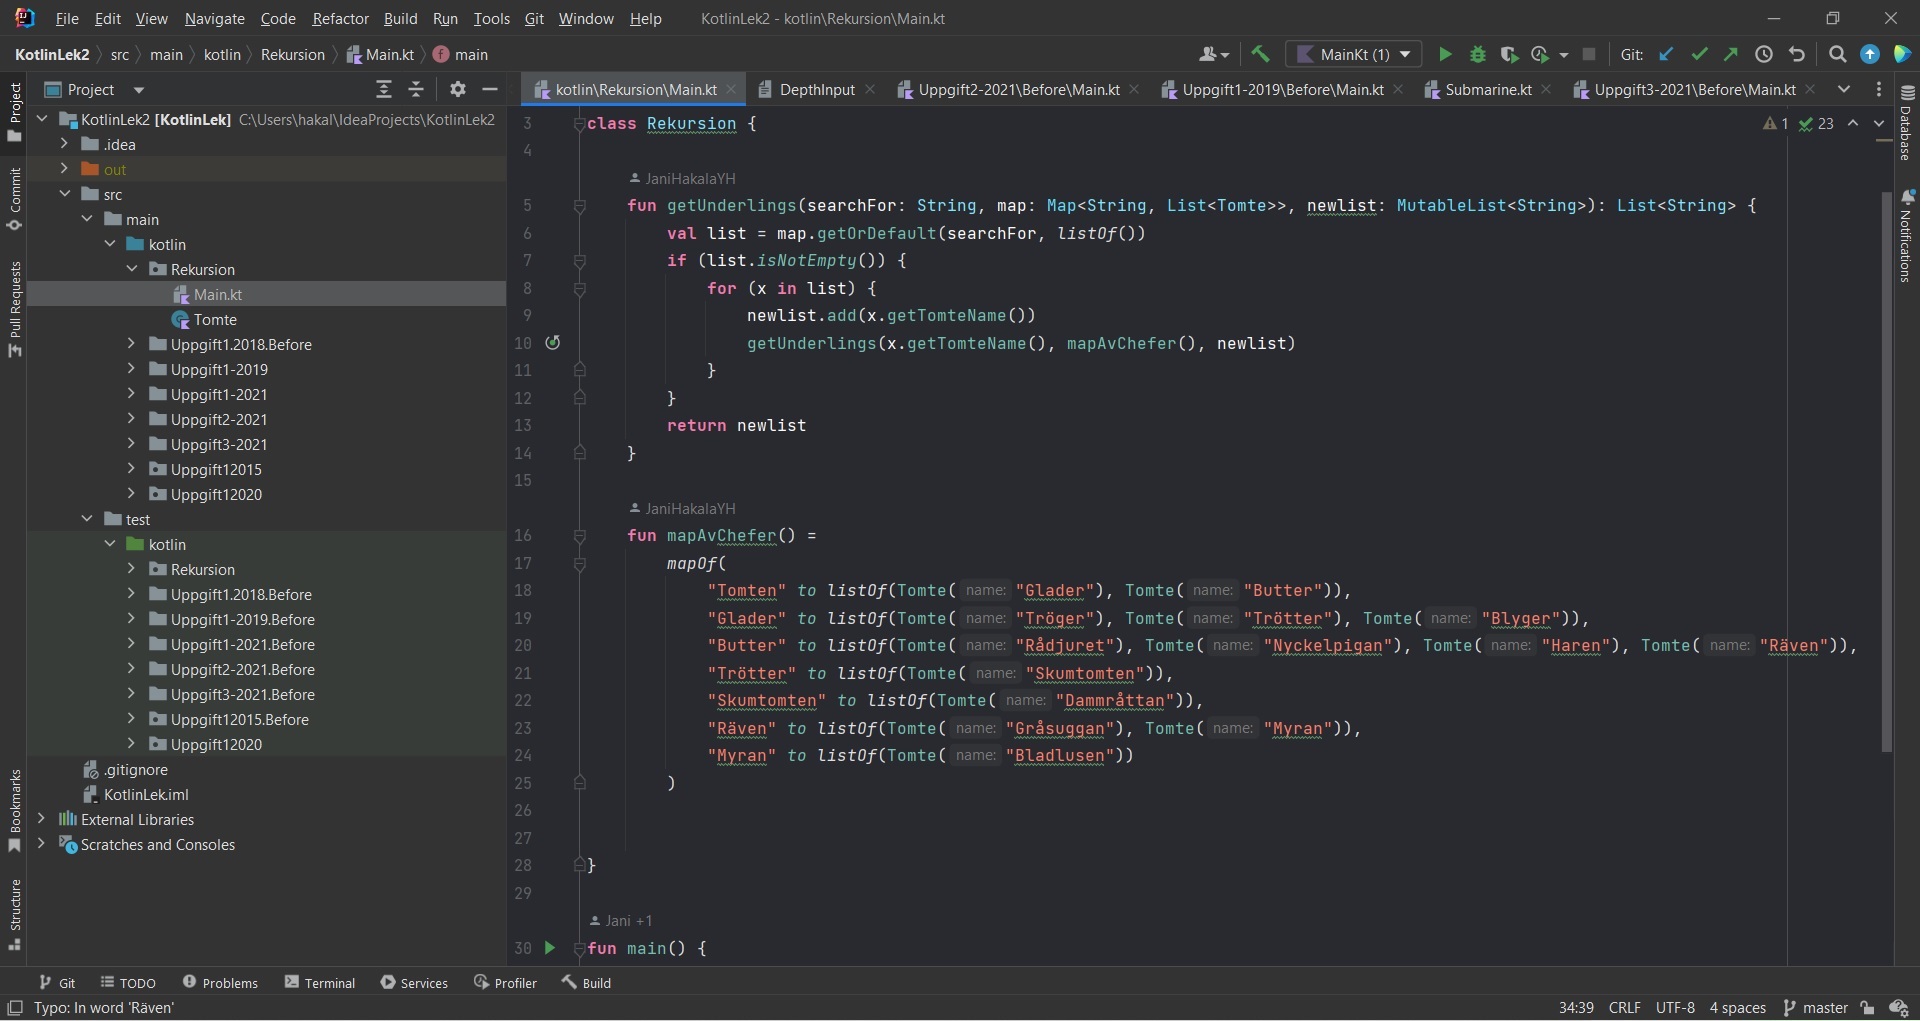 File Edit View Navigate Code Refactor Build Run Tools Git Window Help KotlinLek2 - kotlin\Rekursion\Main.kt
KotlinLek2 src main kotlin Rekursion Main.kt main MainKt (1) Git:
Project
kotlin\Rekursion\Main.kt DepthInput Uppgift2-2021\Before\Main.kt Uppgift1-2019\Before\Main.kt Submarine.kt Uppgift3-2021\Before\Main.kt
Project
Commit
Pull Requests
Bookmarks
Structure
KotlinLek2 [KotlinLek] C:\Users\hakal\IdeaProjects\KotlinLek2
.idea
out
src
main
kotlin
Rekursion
Main.kt
Tomte
Uppgift1.2018.Before
Uppgift1-2019
Uppgift1-2021
Uppgift2-2021
Uppgift3-2021
Uppgift12015
Uppgift12020
test
kotlin
Rekursion
Uppgift1.2018.Before
Uppgift1-2019.Before
Uppgift1-2021.Before
Uppgift2-2021.Before
Uppgift3-2021.Before
Uppgift12015.Before
Uppgift12020
.gitignore
KotlinLek.iml
External Libraries
Scratches and Consoles
3 class Rekursion {
1 23
4
JaniHakalaYH
5 fun getUnderlings(searchFor: String, map: Map<String, List<Tomte>>, newlist: MutableList<String>): List<String> {
6 val list = map.getOrDefault(searchFor, listOf())
7 if (list.isNotEmpty()) {
8 for (x in list) {
9 newlist.add(x.getTomteName())
10 getUnderlings(x.getTomteName(), mapAvChefer(), newlist)
11 }
12 }
13 return newlist
14 }
15
JaniHakalaYH
16 fun mapAvChefer() =
17 mapOf(
18 "Tomten" to listOf(Tomte( name: "Glader"), Tomte( name: "Butter")),
19 "Glader" to listOf(Tomte( name: "Tröger"), Tomte( name: "Trötter"), Tomte( name: "Blyger")),
20 "Butter" to listOf(Tomte( name: "Rådjuret"), Tomte( name: "Nyckelpigan"), Tomte( name: "Haren"), Tomte( name: "Räven")),
21 "Trötter" to listOf(Tomte( name: "Skumtomten")),
22 "Skumtomten" to listOf(Tomte( name: "Dammråttan")),
23 "Räven" to listOf(Tomte( name: "Gråsuggan"), Tomte( name: "Myran")),
24 "Myran" to listOf(Tomte( name: "Bladlusen"))
25 )
26
27
28 }
29
Jani +1
30 fun main() {
Database
Notifications
Git TODO Problems Terminal Services Profiler Build
Typo: In word 'Räven' 34:39 CRLF UTF-8 4 spaces master